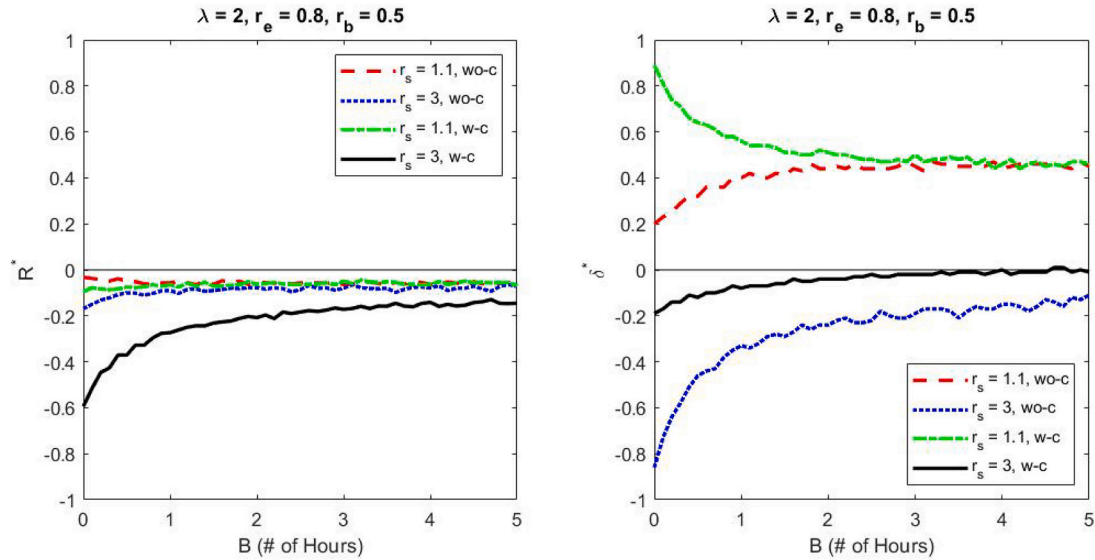 λ = 2, r_e = 0.8, r_b = 0.5
1
0.8
0.6
0.4
0.2
0
-0.2
-0.4
-0.6
-0.8
-1
R*
r_s = 1.1, wo-c
r_s = 3, wo-c
r_s = 1.1, w-c
r_s = 3, w-c
0 1 2 3 4 5
B (# of Hours)
λ = 2, r_e = 0.8, r_b = 0.5
1
0.8
0.6
0.4
0.2
0
-0.2
-0.4
-0.6
-0.8
-1
δ*
r_s = 1.1, wo-c
r_s = 3, wo-c
r_s = 1.1, w-c
r_s = 3, w-c
0 1 2 3 4 5
B (# of Hours)